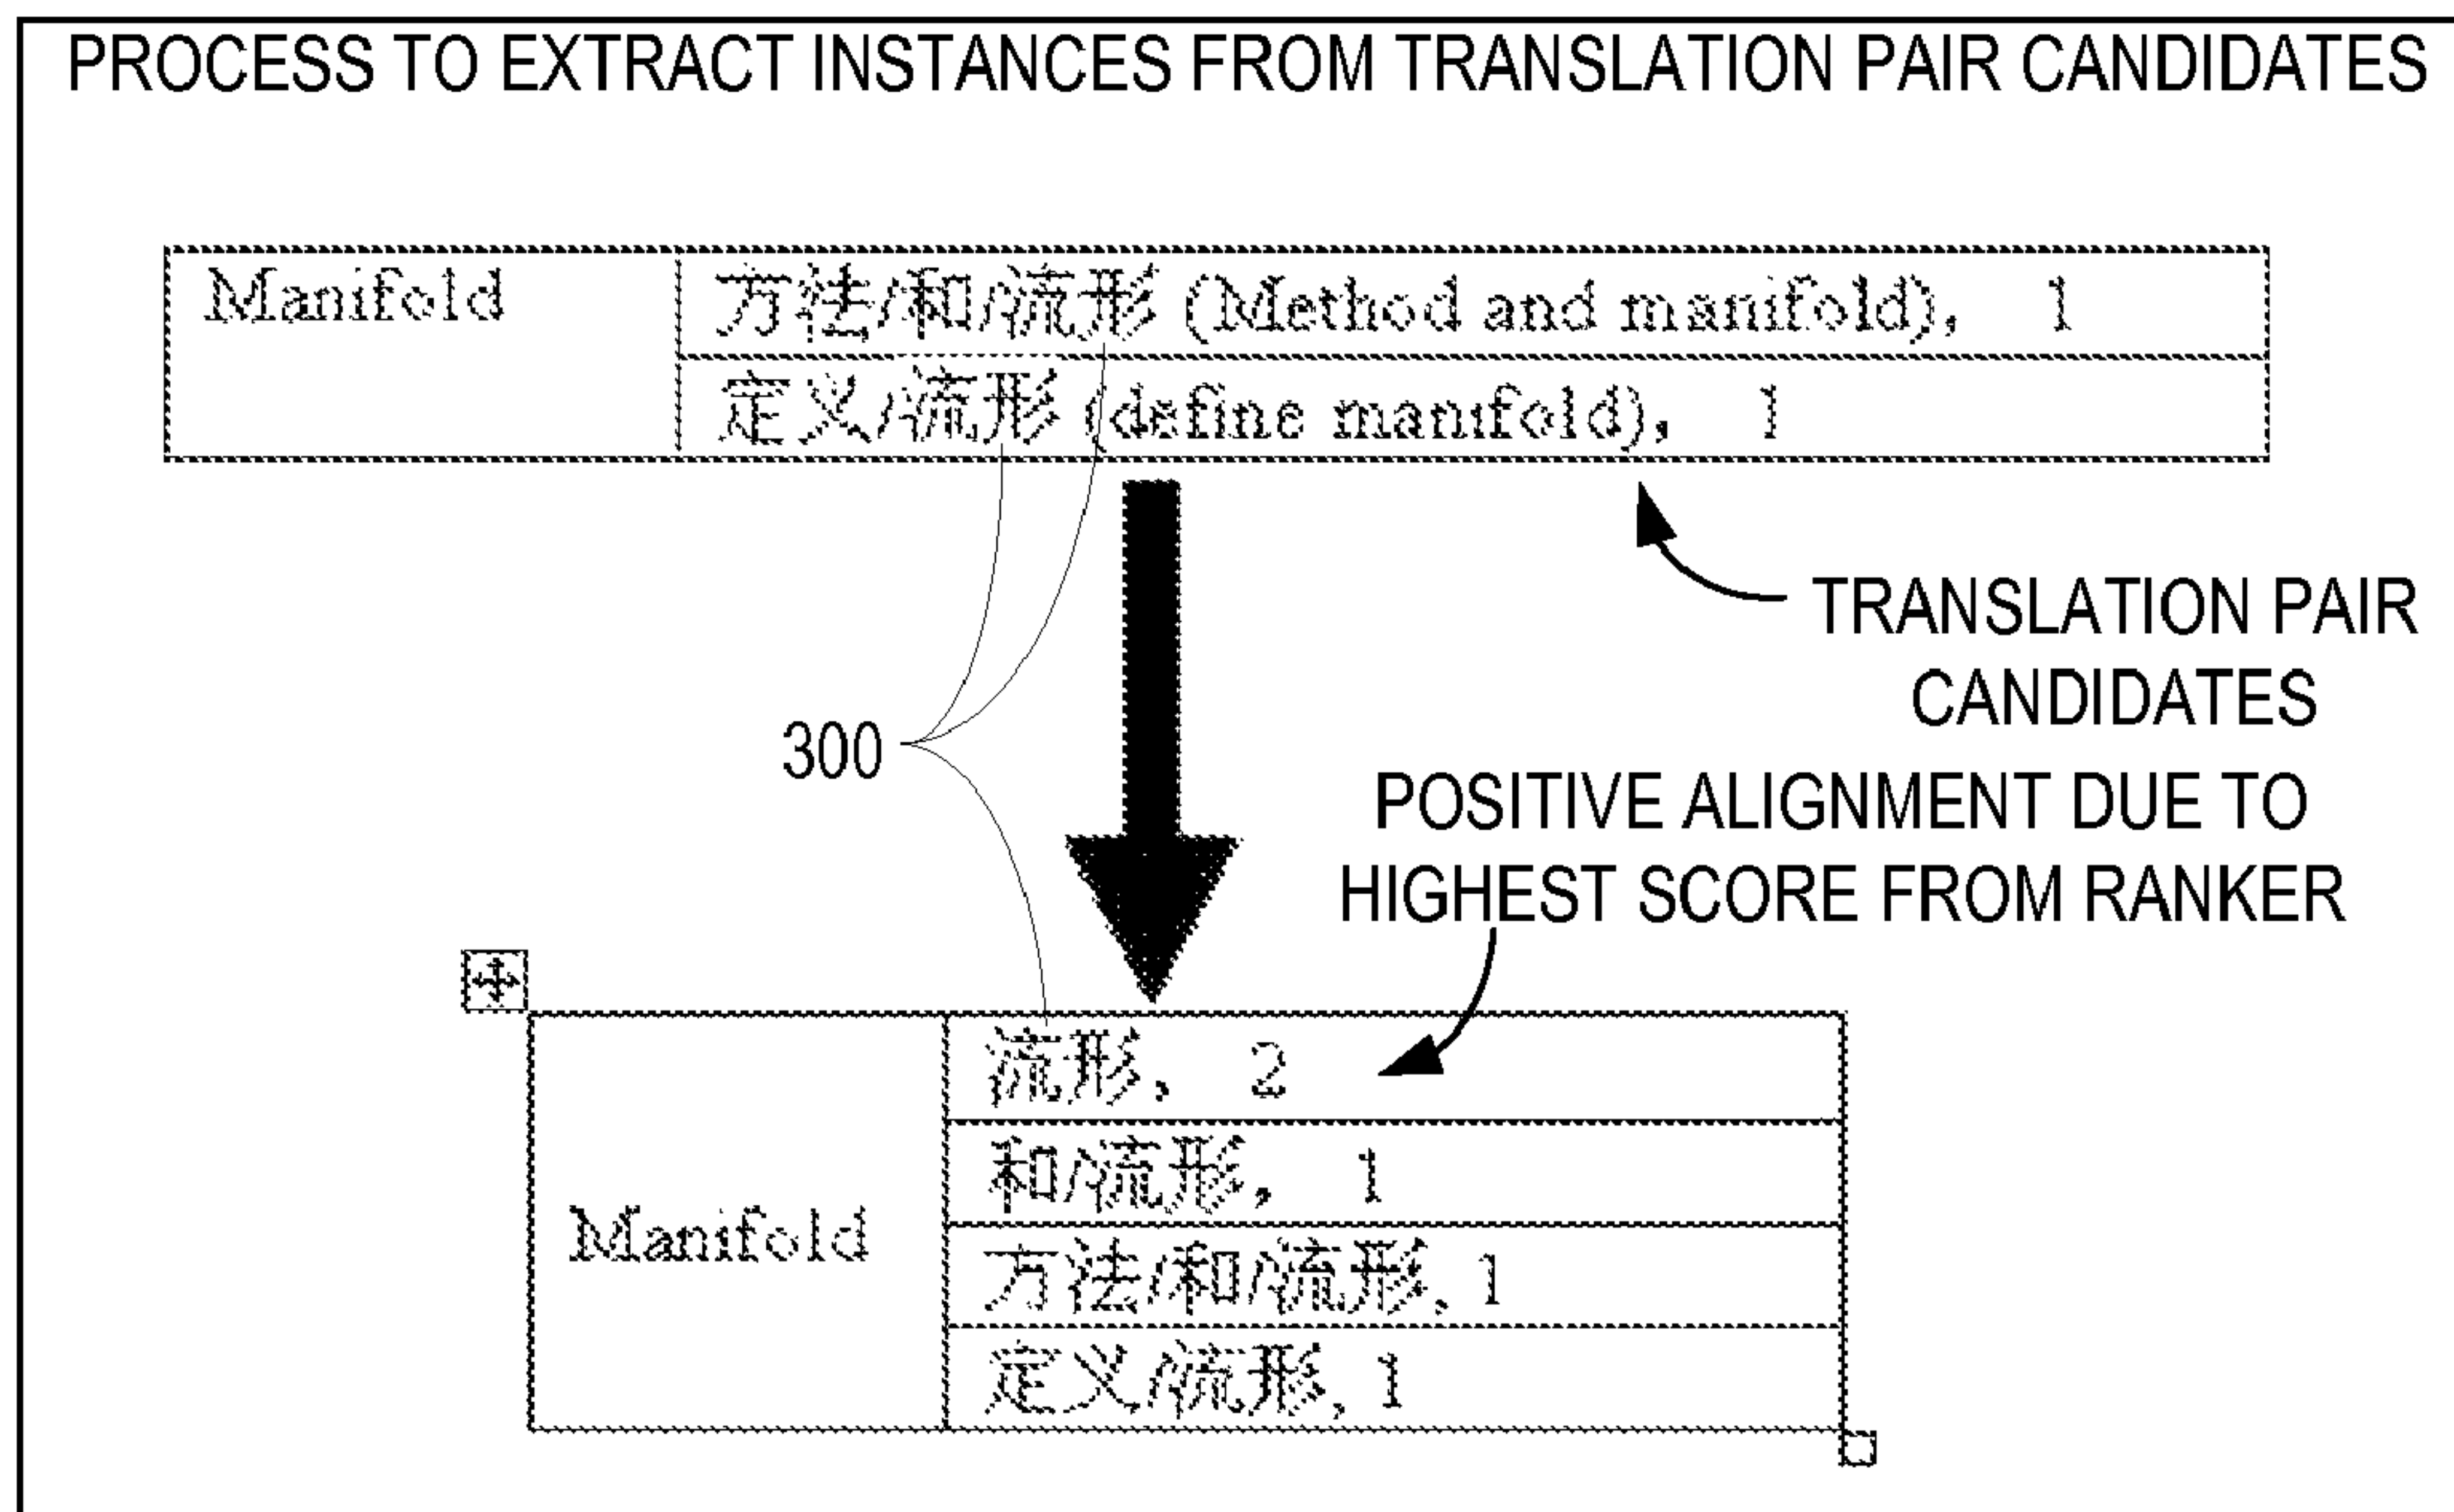 PROCESS TO EXTRACT INSTANCES FROM TRANSLATION PAIR CANDIDATES
Manifold
方法/和/流形 (Method and manifold), 1
定义/流形 (define manifold), 1
TRANSLATION PAIR
CANDIDATES
300
POSITIVE ALIGNMENT DUE TO
HIGHEST SCORE FROM RANKER
Manifold
流形, 2
和/流形, 1
方法/和/流形, 1
定义/流形, 1